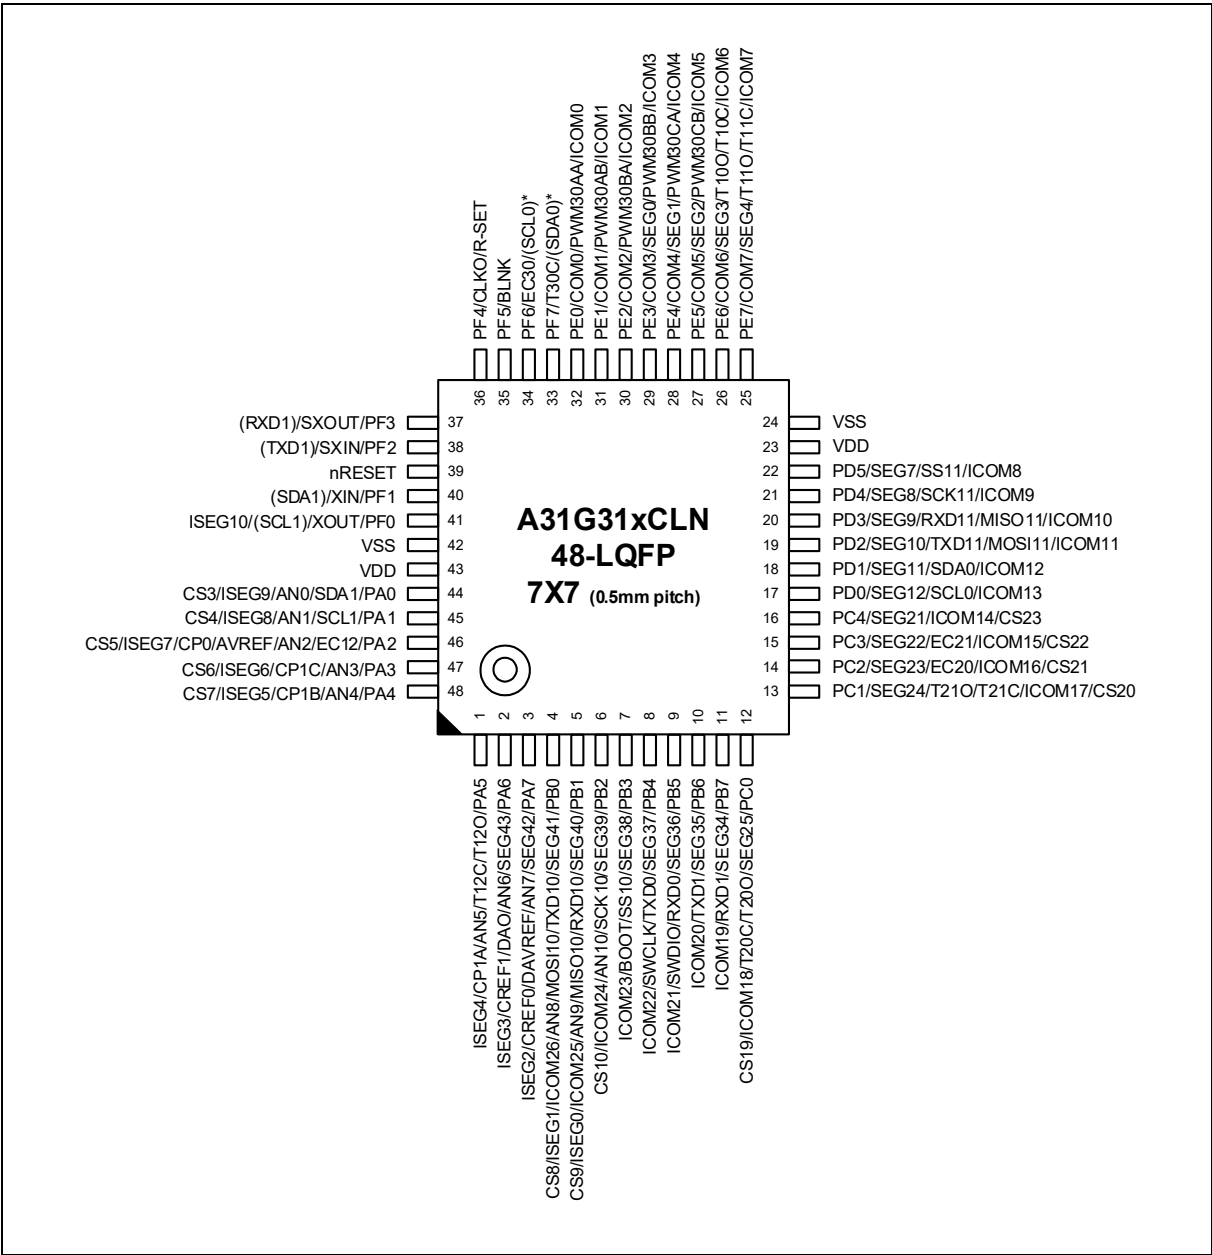 PF4/CLKO/R-SET
PF5/BLNK
PF6/EC30/(SCL0)*
PF7/T30C/(SDA0)*
PE0/COM0/PWM30AA/ICOM0
PE1/COM1/PWM30AB/ICOM1
PE2/COM2/PWM30BA/ICOM2
PE3/COM3/SEG0/PWM30BB/ICOM3
PE4/COM4/SEG1/PWM30CA/ICOM4
PE5/COM5/SEG2/PWM30CB/ICOM5
PE6/COM6/SEG3/T10O/T10C/ICOM6
PE7/COM7/SEG4/T11O/T11C/ICOM7
36 35 34 33 32 31 30 29 28 27 26 25
(RXD1)/SXOUT/PF3 37
(TXD1)/SXIN/PF2 38
nRESET 39
(SDA1)/XIN/PF1 40
ISEG10/(SCL1)/XOUT/PF0 41
VSS 42
VDD 43
CS3/ISEG9/AN0/SDA1/PA0 44
CS4/ISEG8/AN1/SCL1/PA1 45
CS5/ISEG7/CP0/AVREF/AN2/EC12/PA2 46
CS6/ISEG6/CP1C/AN3/PA3 47
CS7/ISEG5/CP1B/AN4/PA4 48
A31G31xCLN
48-LQFP
7X7 (0.5mm pitch)
24 VSS
23 VDD
22 PD5/SEG7/SS11/ICOM8
21 PD4/SEG8/SCK11/ICOM9
20 PD3/SEG9/RXD11/MISO11/ICOM10
19 PD2/SEG10/TXD11/MOSI11/ICOM11
18 PD1/SEG11/SDA0/ICOM12
17 PD0/SEG12/SCL0/ICOM13
16 PC4/SEG21/ICOM14/CS23
15 PC3/SEG22/EC21/ICOM15/CS22
14 PC2/SEG23/EC20/ICOM16/CS21
13 PC1/SEG24/T21O/T21C/ICOM17/CS20
1 2 3 4 5 6 7 8 9 10 11 12
ISEG4/CP1A/AN5/T12C/T12O/PA5
ISEG3/CREF1/DAO/AN6/SEG43/PA6
ISEG2/CREF0/DAVREF/AN7/SEG42/PA7
CS8/ISEG1/ICOM26/AN8/MOSI10/TXD10/SEG41/PB0
CS9/ISEG0/ICOM25/AN9/MISO10/RXD10/SEG40/PB1
CS10/ICOM24/AN10/SCK10/SEG39/PB2
ICOM23/BOOT/SS10/SEG38/PB3
ICOM22/SWCLK/TXD0/SEG37/PB4
ICOM21/SWDIO/RXD0/SEG36/PB5
ICOM20/TXD1/SEG35/PB6
ICOM19/RXD1/SEG34/PB7
CS19/ICOM18/T20C/T20O/SEG25/PC0